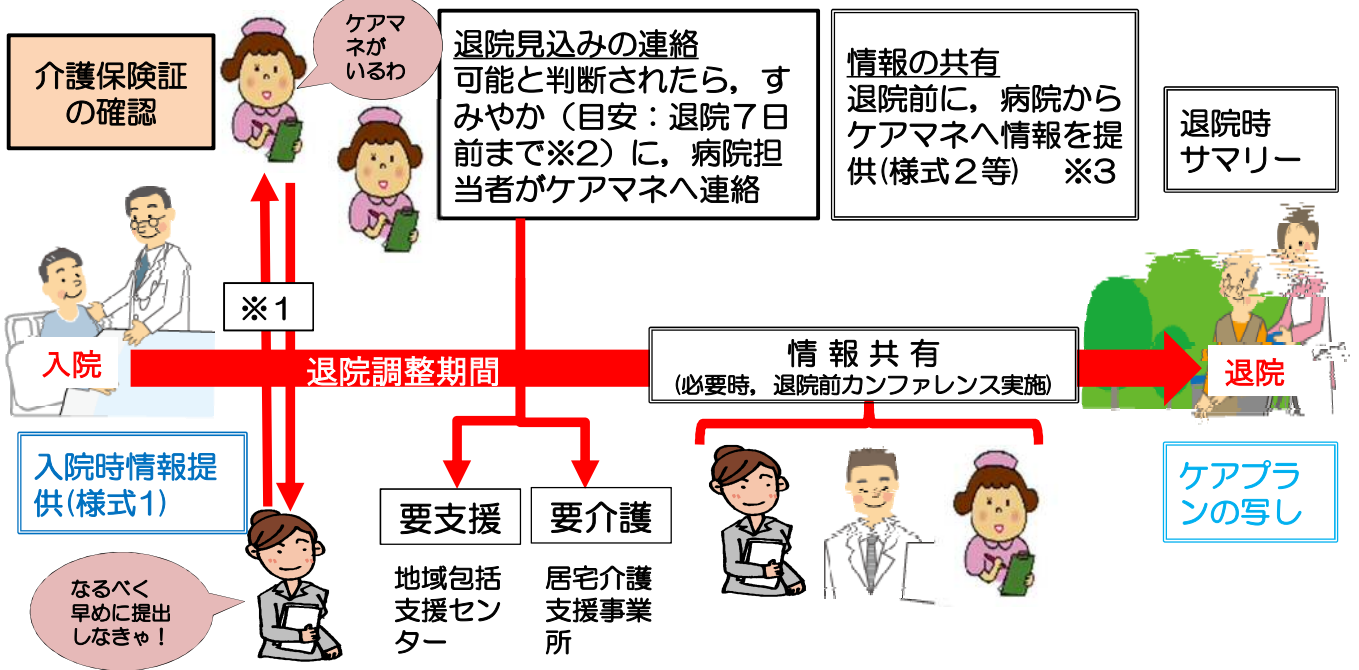 介護保険証
の確認
ケアマ
ネが
いるわ
退院見込みの連絡
可能と判断されたら，す
みやか（目安：退院７日
前まで※2）に，病院担
当者がケアマネへ連絡
情報の共有
退院前に，病院から
ケアマネへ情報を提
供(様式２等)　※3
退院時
サマリー
※１
入院
退院調整期間
情 報 共 有
(必要時，退院前カンファレンス実施)
退院
入院時情報提
供(様式1)
なるべく
早めに提出
しなきゃ！
要支援
地域包括
支援セン
ター
要介護
居宅介護
支援事業
所
ケアプラ
ンの写し